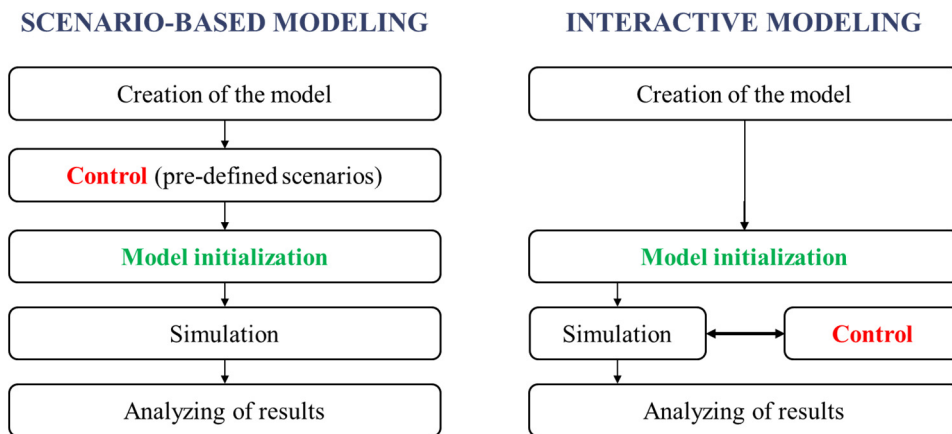 SCENARIO-BASED MODELING
Creation of the model
Control (pre-defined scenarios)
Model initialization
Simulation
Analyzing of results
INTERACTIVE MODELING
Creation of the model
Model initialization
Simulation
Control
Analyzing of results